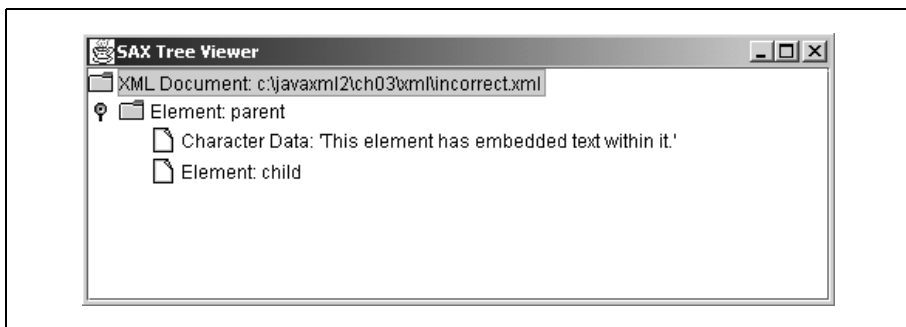 SAX Tree Viewer
XML Document: c:\javaxml2\ch03\xml\incorrect.xml
Element: parent
Character Data: 'This element has embedded text within it.'
Element: child